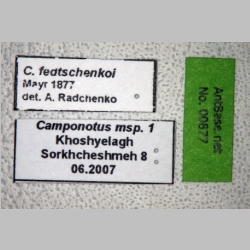 C. fedtschenkoi
Mayr 1877
det. A. Radchenko
Camponotus msp. 1
Khoshyelagh
Sorkhcheshmeh 8
06.2007
AntBase.net
No. 00877